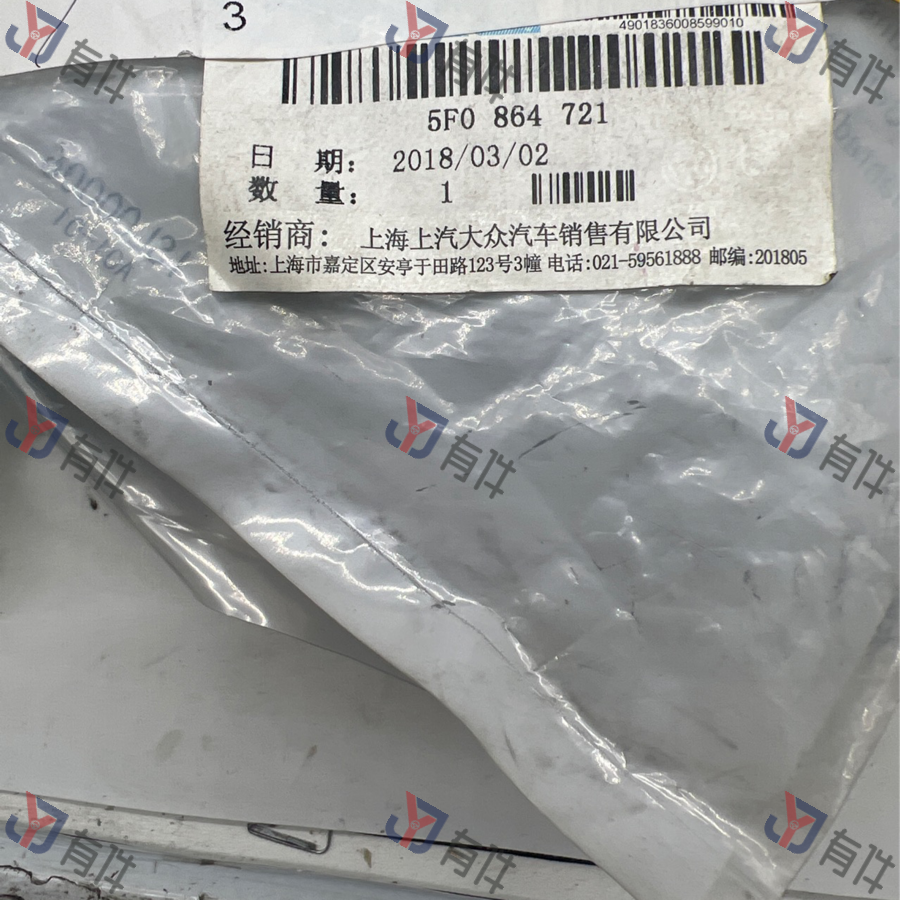 3
4901836008599010
5F0 864 721
日 期: 2018/03/02
数 量: 1
经销商: 上海上汽大众汽车销售有限公司
地址:上海市嘉定区安亭于田路123号3幢 电话:021-59561888 邮编:201805
有件
有件
有件
有件
有件
有件
有件
有件
有件